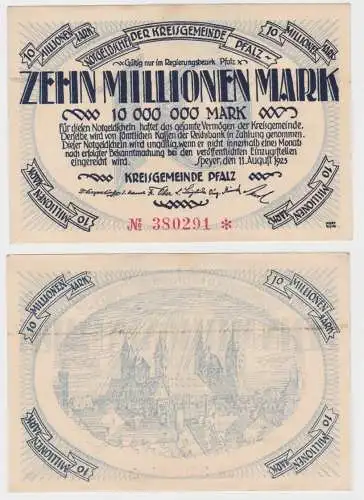 10 MILLIONEN MARK
10 MILLIONEN MARK
NOTGELDSCHEIN DER KREISGEMEINDE PFALZ
Gültig nur im Regierungsbezirk Pfalz
ZEHN MILLIONEN MARK
10 000 000 MARK
Für diesen Notgeldschein haftet das gesamte Vermögen der Kreisgemeinde.
Derselbe wird von sämtlichen Kassen der Reichsbank in Zahlung genommen.
Dieser Notgeldschein wird ungültig, wenn er nicht innerhalb eines Monats
nach erfolgter Bekanntmachung bei den veröffentlichten Einzugstellen
eingereicht wird.
Speyer, den 11. August 1923
KREISGEMEINDE PFALZ
№ 380291 *
10 MILLIONEN MARK
10 MILLIONEN MARK
10 MILLIONEN MARK
10 MILLIONEN MARK
10 MILLIONEN MARK
10 MILLIONEN MARK